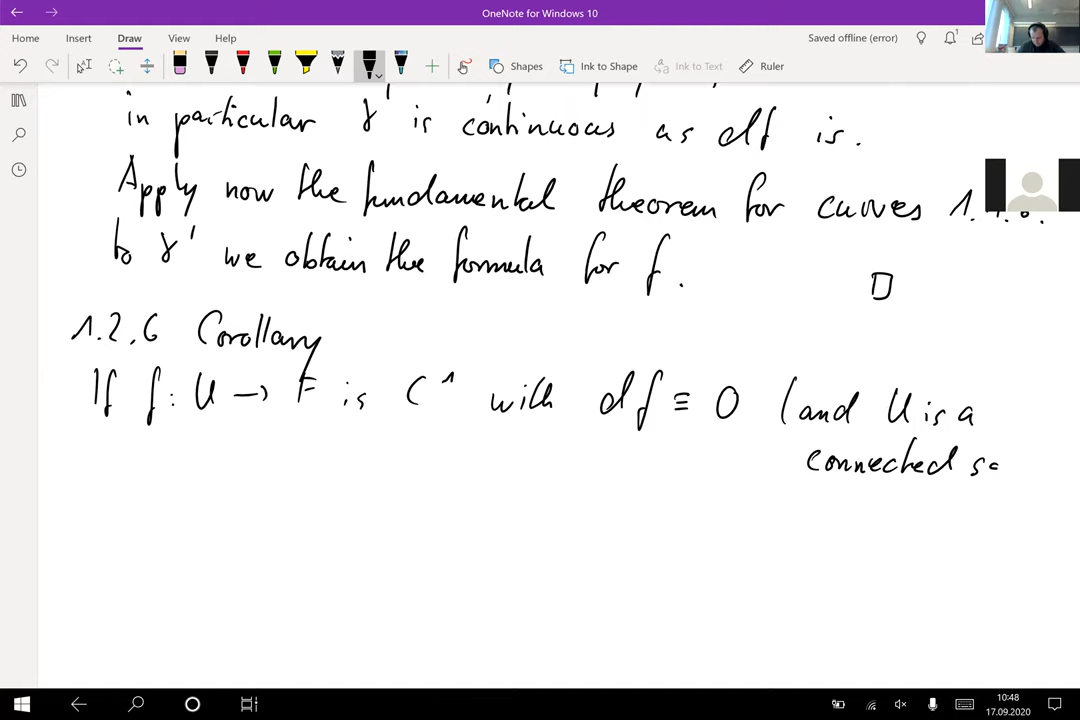 OneNote for Windows 10
Home Insert Draw View Help
Saved offline (error)
Shapes Ink to Shape Ink to Text Ruler
in particular γ is continuous as df is.
Apply now the fundamental theorem for curves
to γ' we obtain the formula for f. □
1.2.6 Corollary
If f: U → F is C¹ with df ≡ 0 (and U is a
connected
10:48
17.09.2020